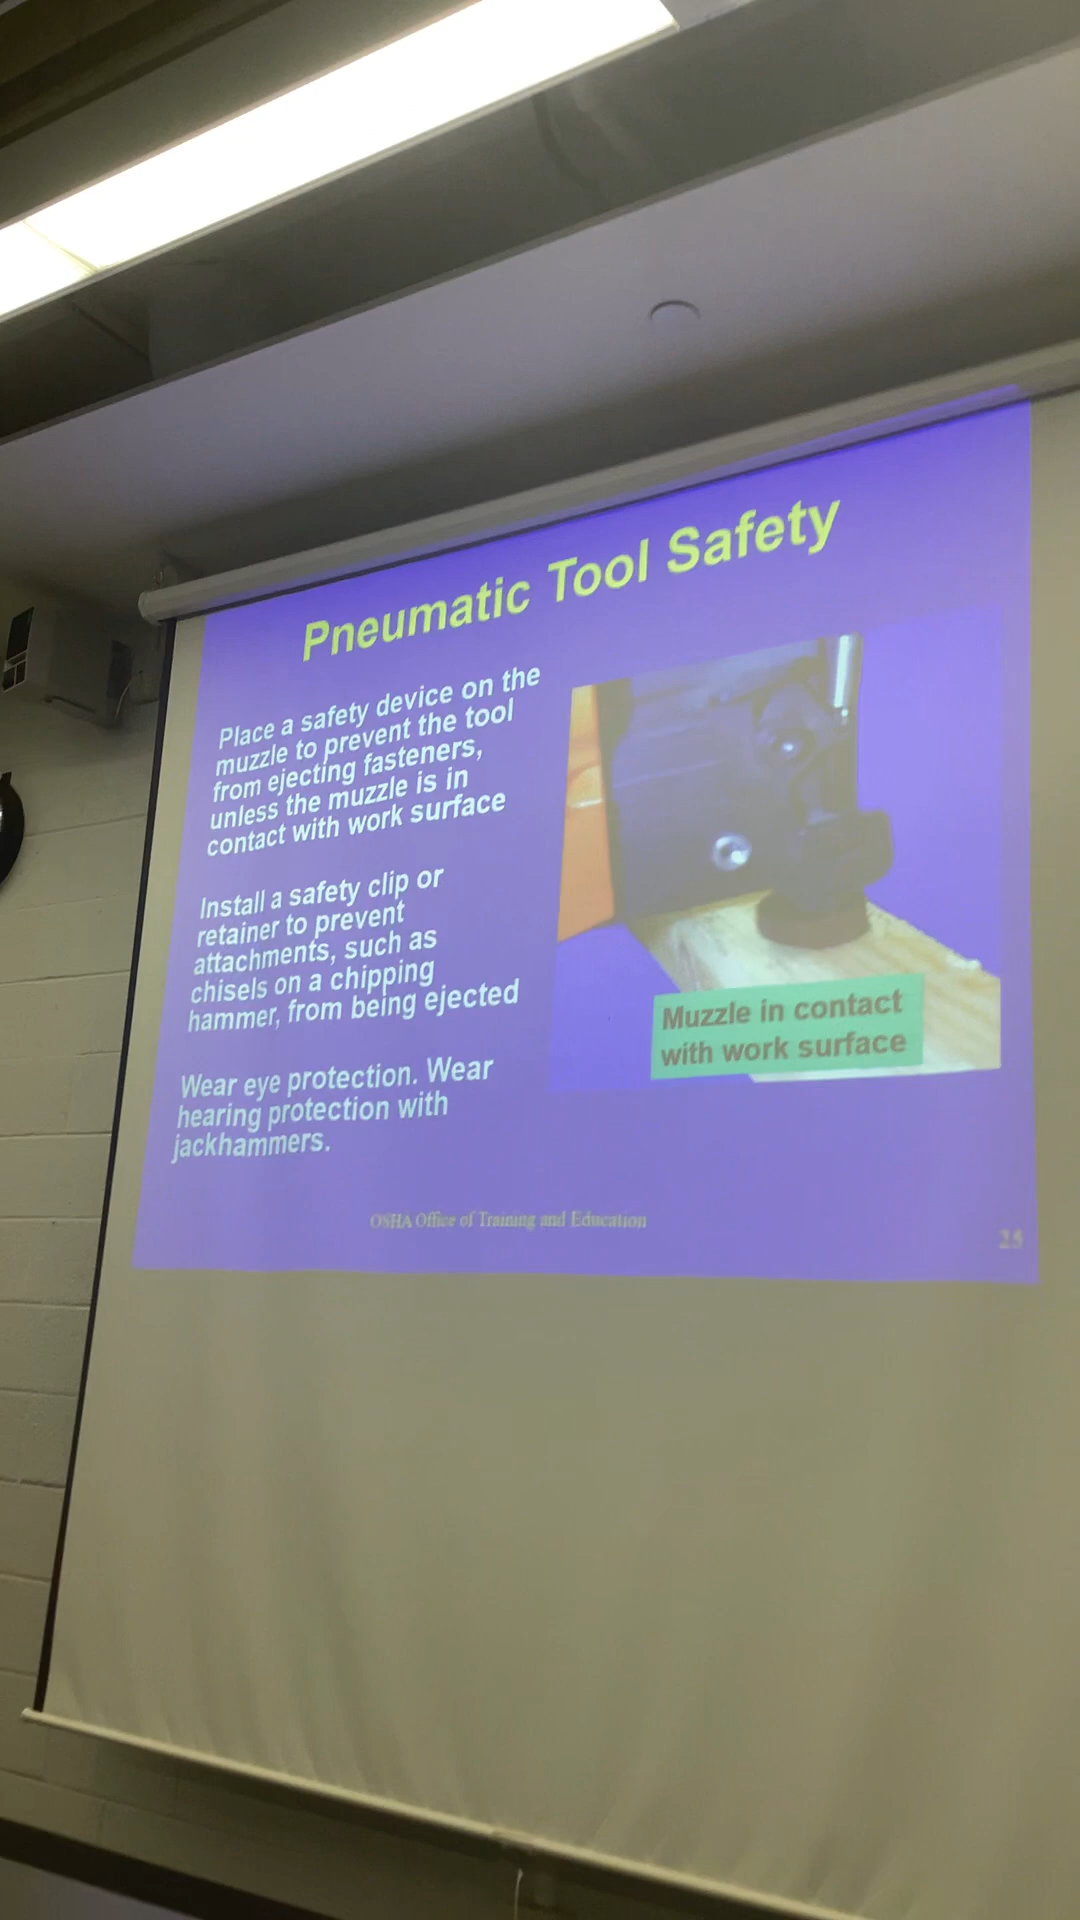 Pneumatic Tool Safety
Place a safety device on the
muzzle to prevent the tool
from ejecting fasteners,
unless the muzzle is in
contact with work surface
Install a safety clip or
retainer to prevent
attachments, such as
chisels on a chipping
hammer, from being ejected
Wear eye protection. Wear
hearing protection with
jackhammers.
Muzzle in contact
with work surface
OSHA Office of Training and Education
25